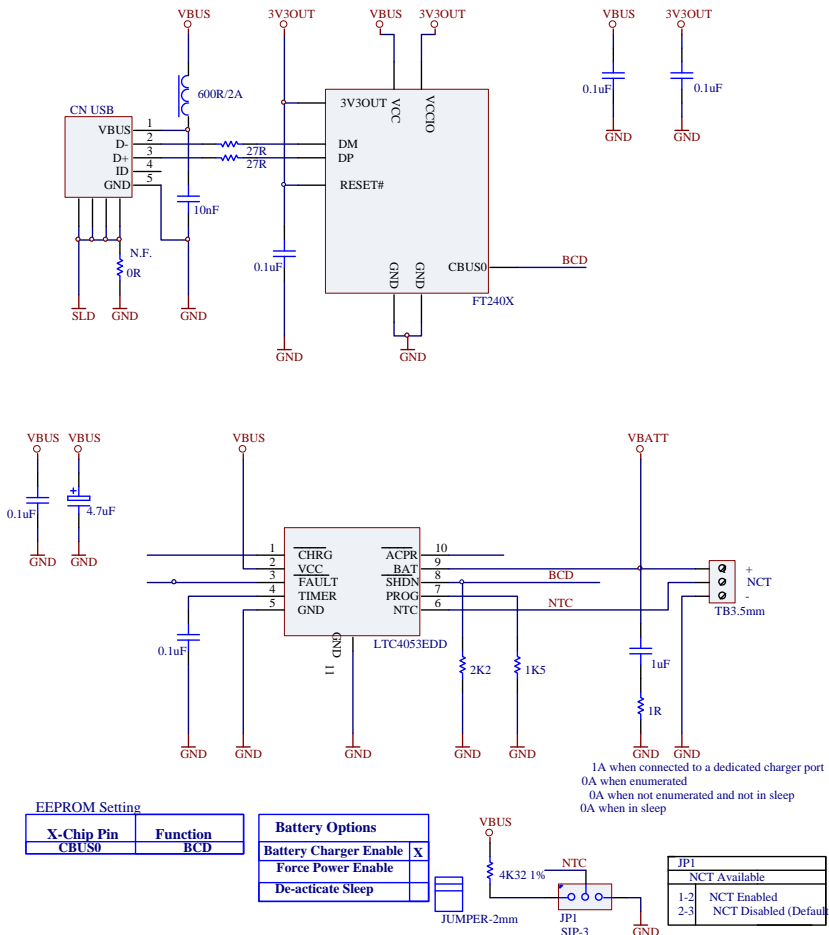 VBUS 3V3OUT VBUS 3V3OUT VBUS 3V3OUT
600R/2A
0.1uF 0.1uF
GND GND
CN USB
VBUS 1
D- 2
D+ 3
ID 4
GND 5
27R
27R
10nF
N.F.
0R
SLD GND GND
0.1uF
GND
3V3OUT
VCC
VCCIO
DM
DP
RESET#
GND
GND
CBUS0
BCD
FT240X
GND
VBUS VBUS VBUS VBATT
0.1uF
+
4.7uF
GND GND
1 CHRG
2 VCC
3 FAULT
4 TIMER
5 GND
GND 11
ACPR 10
BAT 9
SHDN 8
PROG 7
NTC 6
LTC4053EDD
BCD
NTC
+
NCT
-
TB3.5mm
0.1uF
2K2
1K5
1uF
1R
GND GND GND GND GND GND GND
1A when connected to a dedicated charger port
0A when enumerated
0A when not enumerated and not in sleep
0A when in sleep
EEPROM Setting
X-Chip Pin Function
CBUS0 BCD
Battery Options
Battery Charger Enable X
Force Power Enable
De-acticate Sleep
JUMPER-2mm
VBUS
4K32 1%
NTC
JP1
SIP-3
GND
JP1
NCT Available
1-2 NCT Enabled
2-3 NCT Disabled (Default